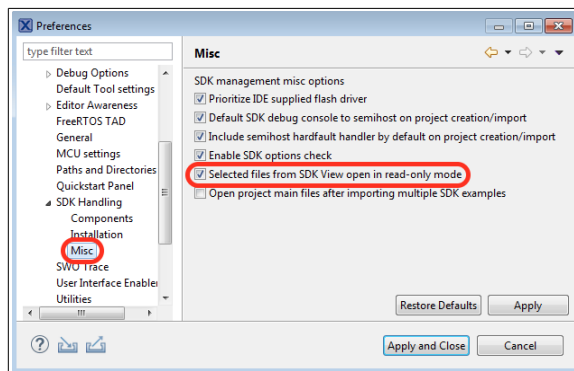 Preferences
type filter text
Misc
Debug Options
Default Tool settings
Editor Awareness
FreeRTOS TAD
General
MCU settings
Paths and Directories
Quickstart Panel
SDK Handling
Components
Installation
Misc
SWO Trace
User Interface Enable
Utilities
SDK management misc options
Prioritize IDE supplied flash driver
Default SDK debug console to semihost on project creation/import
Include semihost hardfault handler by default on project creation/import
Enable SDK options check
Selected files from SDK View open in read-only mode
Open project main files after importing multiple SDK examples
Restore Defaults
Apply
Apply and Close
Cancel